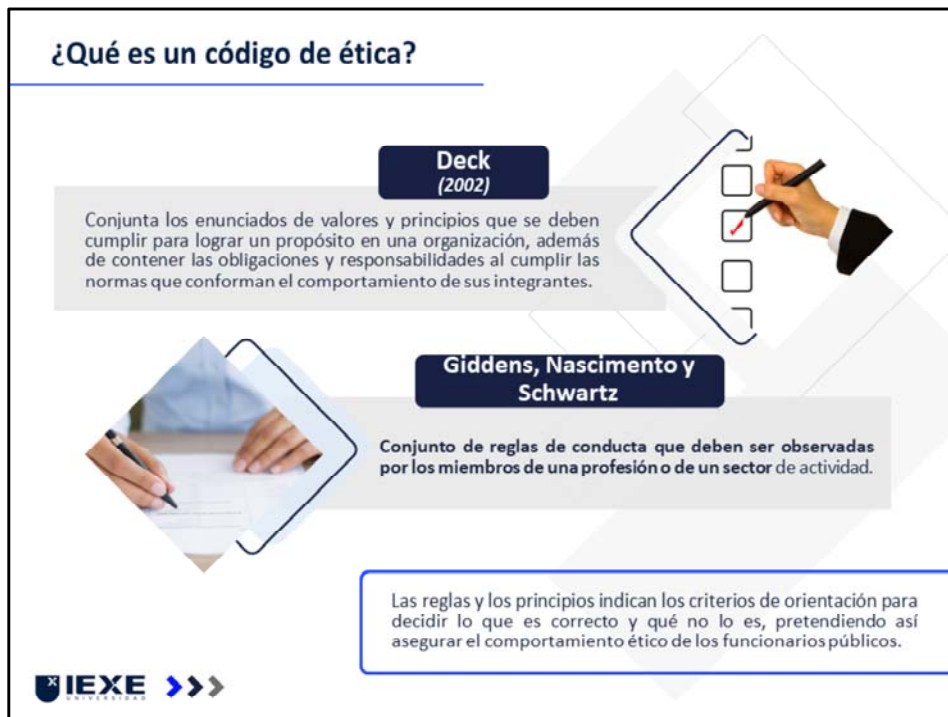 ¿Qué es un código de ética?
Deck
(2002)
Conjunta los enunciados de valores y principios que se deben
cumplir para lograr un propósito en una organización, además
de contener las obligaciones y responsabilidades al cumplir las
normas que conforman el comportamiento de sus integrantes.
Giddens, Nascimento y
Schwartz
Conjunto de reglas de conducta que deben ser observadas
por los miembros de una profesión o de un sector de actividad.
Las reglas y los principios indican los criterios de orientación para
decidir lo que es correcto y qué no lo es, pretendiendo así
asegurar el comportamiento ético de los funcionarios públicos.
IEXE
UNIVERSIDAD